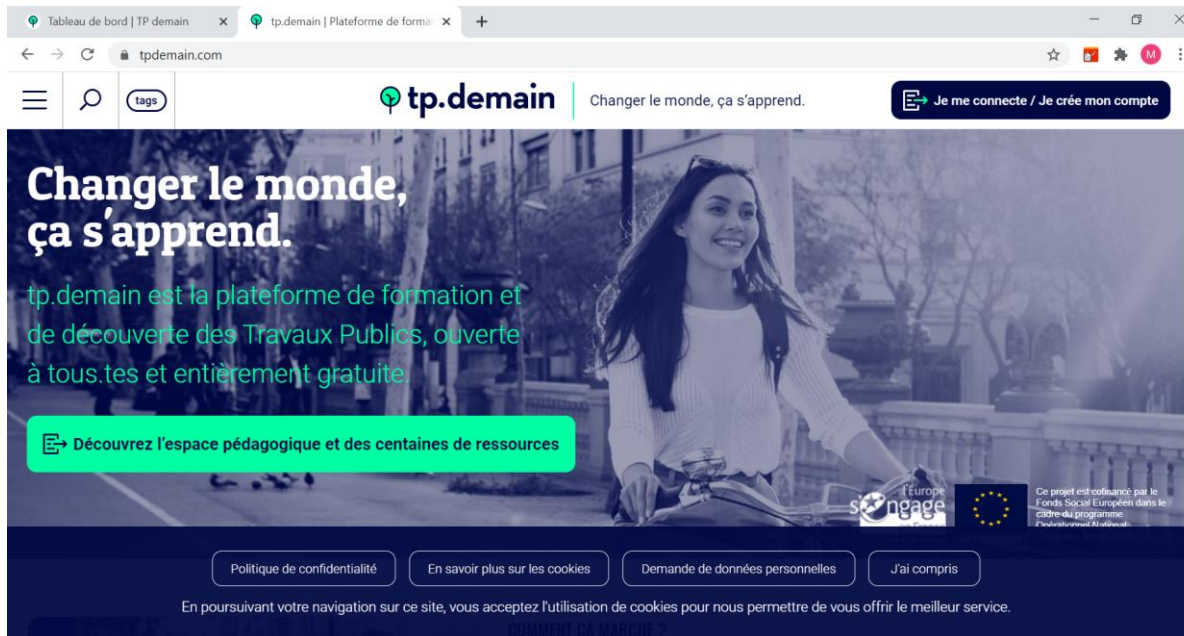 Tableau de bord | TP demain
tp.demain | Plateforme de forma
tpdemain.com
M
tags
tp.demain
Changer le monde, ça s'apprend.
Je me connecte / Je crée mon compte
Changer le monde,
ça s'apprend.
tp.demain est la plateforme de formation et
de découverte des Travaux Publics, ouverte
à tous.tes et entièrement gratuite.
Découvrez l'espace pédagogique et des centaines de ressources
l'Europe
s'engage
en France
Ce projet est cofinancé par le
Fonds Social Européen dans le
cadre du programme
Opérationnel National
Politique de confidentialité
En savoir plus sur les cookies
Demande de données personnelles
J'ai compris
En poursuivant votre navigation sur ce site, vous acceptez l'utilisation de cookies pour nous permettre de vous offrir le meilleur service.
COMMENT ÇA MARCHE ?